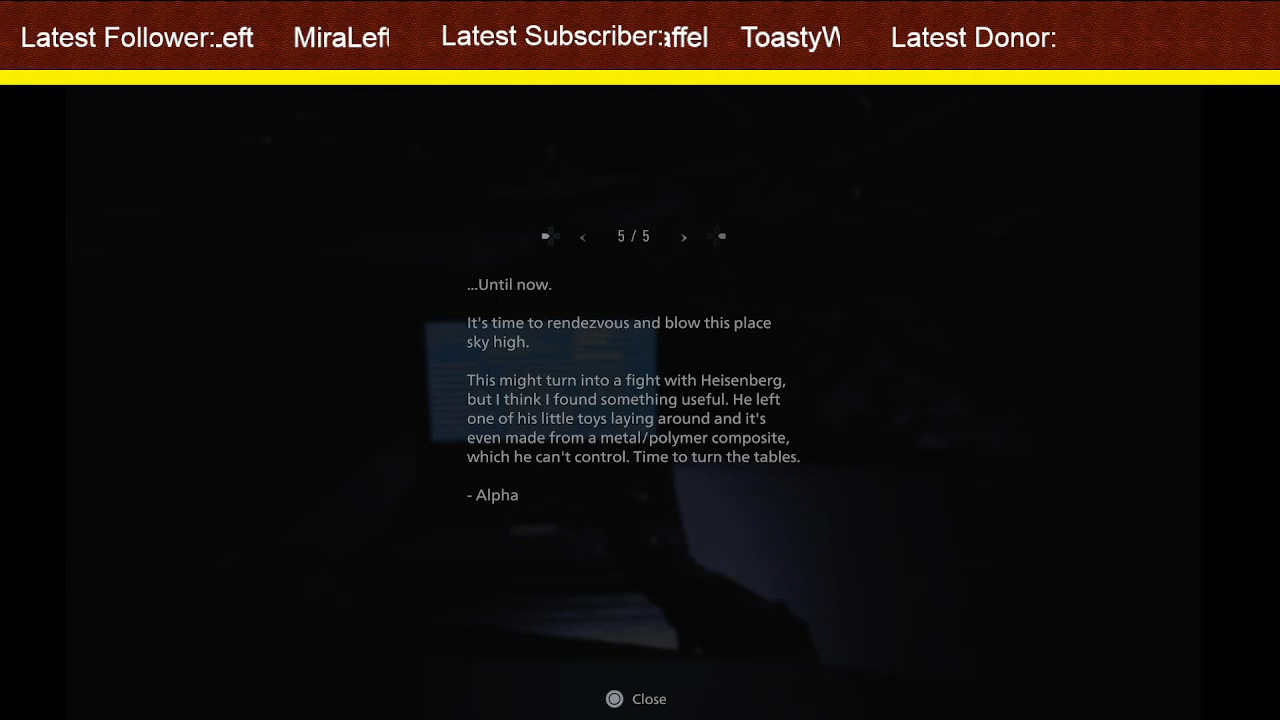 Latest Follower: eft MiraLeft Latest Subscriber: affel ToastyW Latest Donor:
5 / 5
...Until now.
It's time to rendezvous and blow this place
sky high.
This might turn into a fight with Heisenberg,
but I think I found something useful. He left
one of his little toys laying around and it's
even made from a metal/polymer composite,
which he can't control. Time to turn the tables.
- Alpha
Close